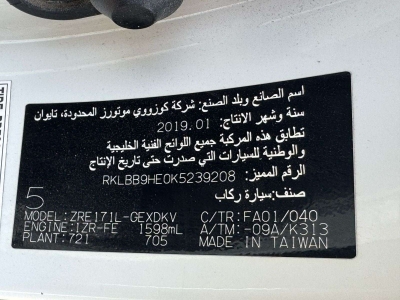 اسم الصانع وبلد الصنع: شركة كوزووي موتورز المحدودة، تايوان
سنة وشهر الانتاج: 2019.01
تطابق هذه المركبة جميع اللوائح الفنية الخليجية
والوطنية للسيارات التي صدرت حتى تاريخ الإنتاج
الرقم المميز: RKLBB9HE0K5239208
صنف: سيارة ركاب
5
MODEL:ZRE171L-GEXDKV C/TR:FA01/040
ENGINE:1ZR-FE 1598mL A/TM:-09A/K313
PLANT:721 705 MADE IN TAIWAN